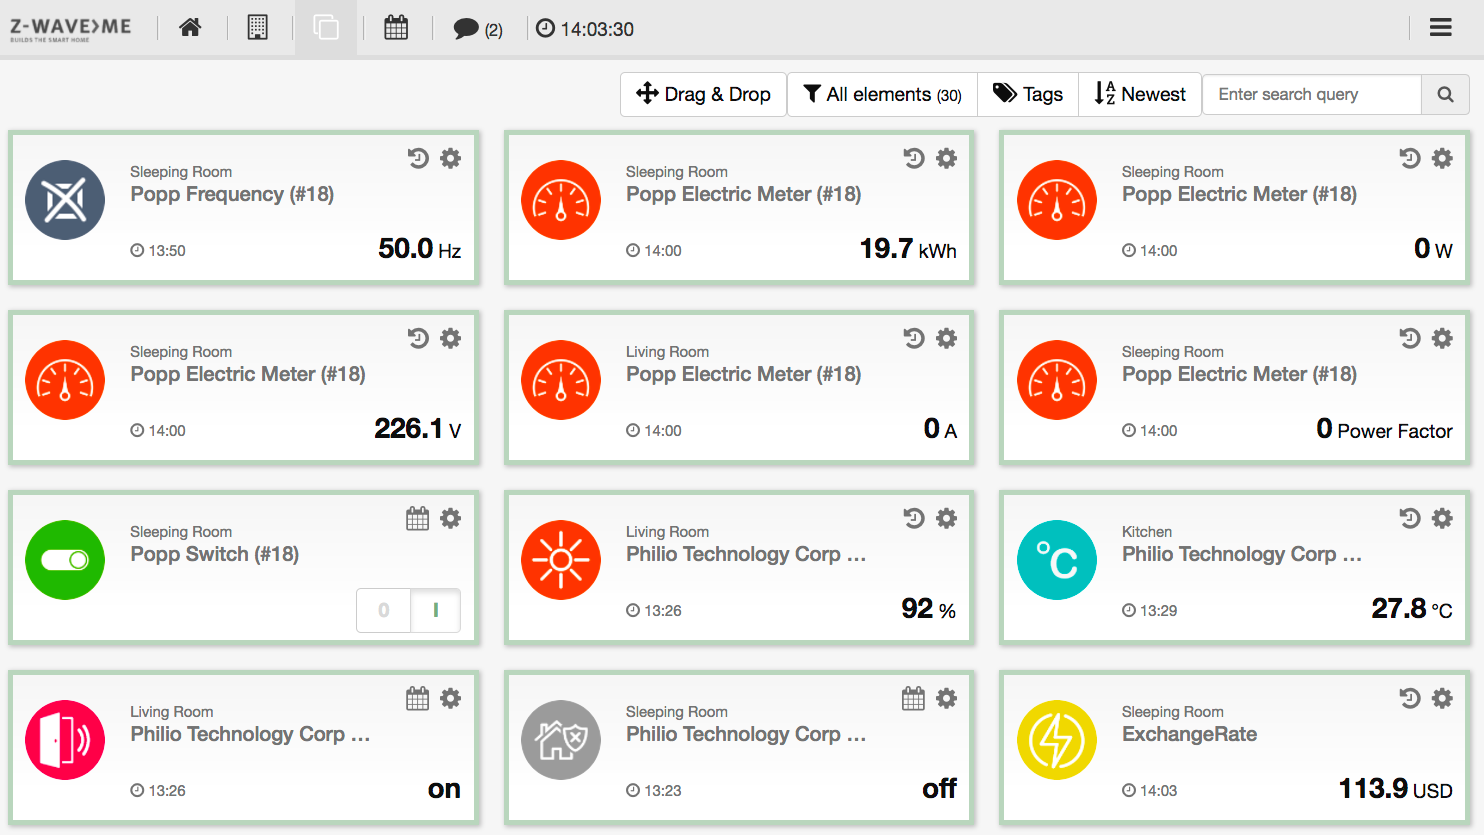 Z-WAVE>ME
BUILDS THE SMART HOME
(2)
14:03:30
Drag & Drop
All elements (30)
Tags
Newest
Enter search query
Sleeping Room
Popp Frequency (#18)
13:50
50.0 Hz
Sleeping Room
Popp Electric Meter (#18)
14:00
19.7 kWh
Sleeping Room
Popp Electric Meter (#18)
14:00
0 W
Sleeping Room
Popp Electric Meter (#18)
14:00
226.1 V
Living Room
Popp Electric Meter (#18)
14:00
0 A
Sleeping Room
Popp Electric Meter (#18)
14:00
0 Power Factor
Sleeping Room
Popp Switch (#18)
0 I
Living Room
Philio Technology Corp ...
13:26
92 %
Kitchen
°C
Philio Technology Corp ...
13:29
27.8 °C
Living Room
Philio Technology Corp ...
13:26
on
Sleeping Room
Philio Technology Corp ...
13:23
off
Sleeping Room
ExchangeRate
14:03
113.9 USD